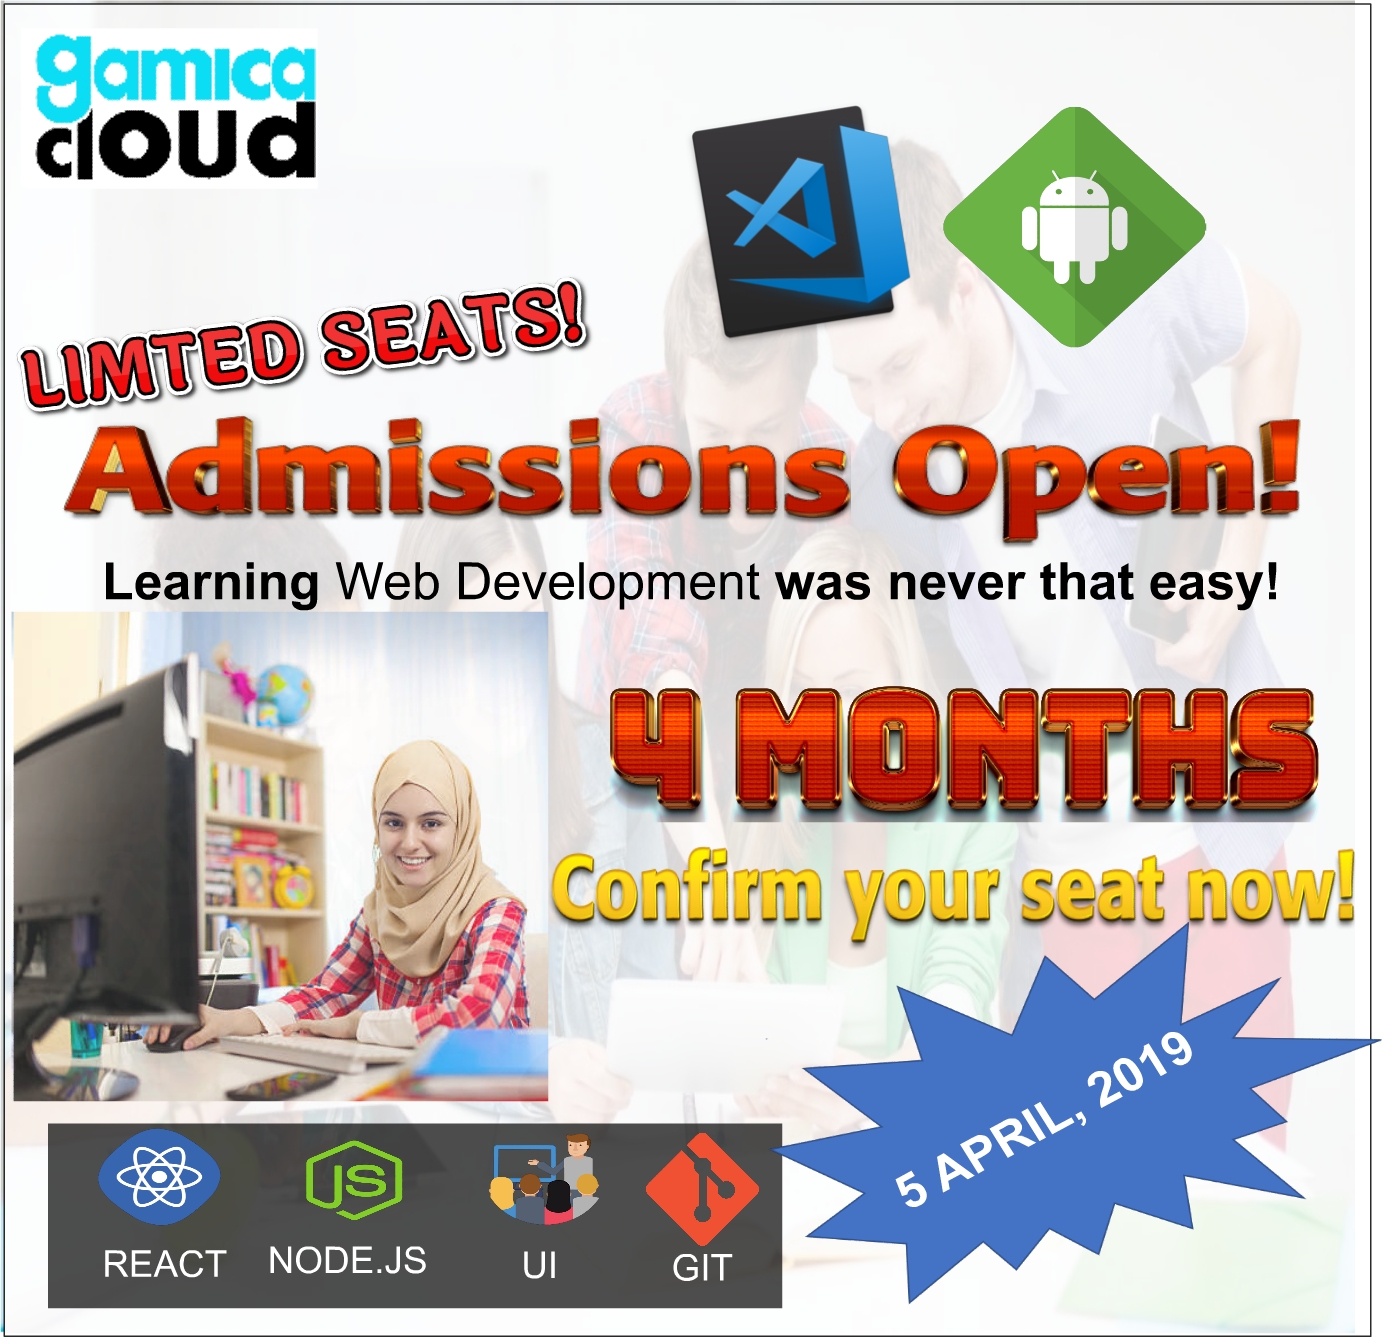 gamica
cloud
LIMTED SEATS!
Admissions Open!
Learning Web Development was never that easy!
4 MONTHS
Confirm your seat now!
5 APRIL, 2019
JS
REACT
NODE.JS
UI
GIT